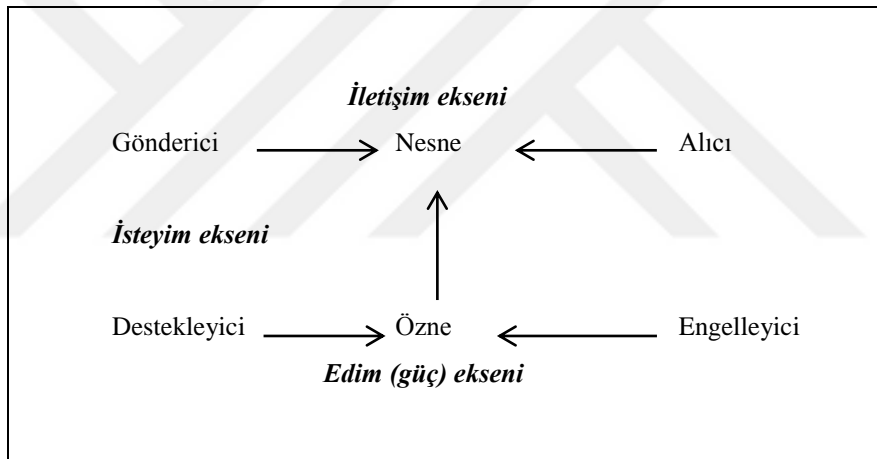 İletişim ekseni
Gönderici Nesne Alıcı
İsteyim ekseni
Destekleyici Özne Engelleyici
Edim (güç) ekseni